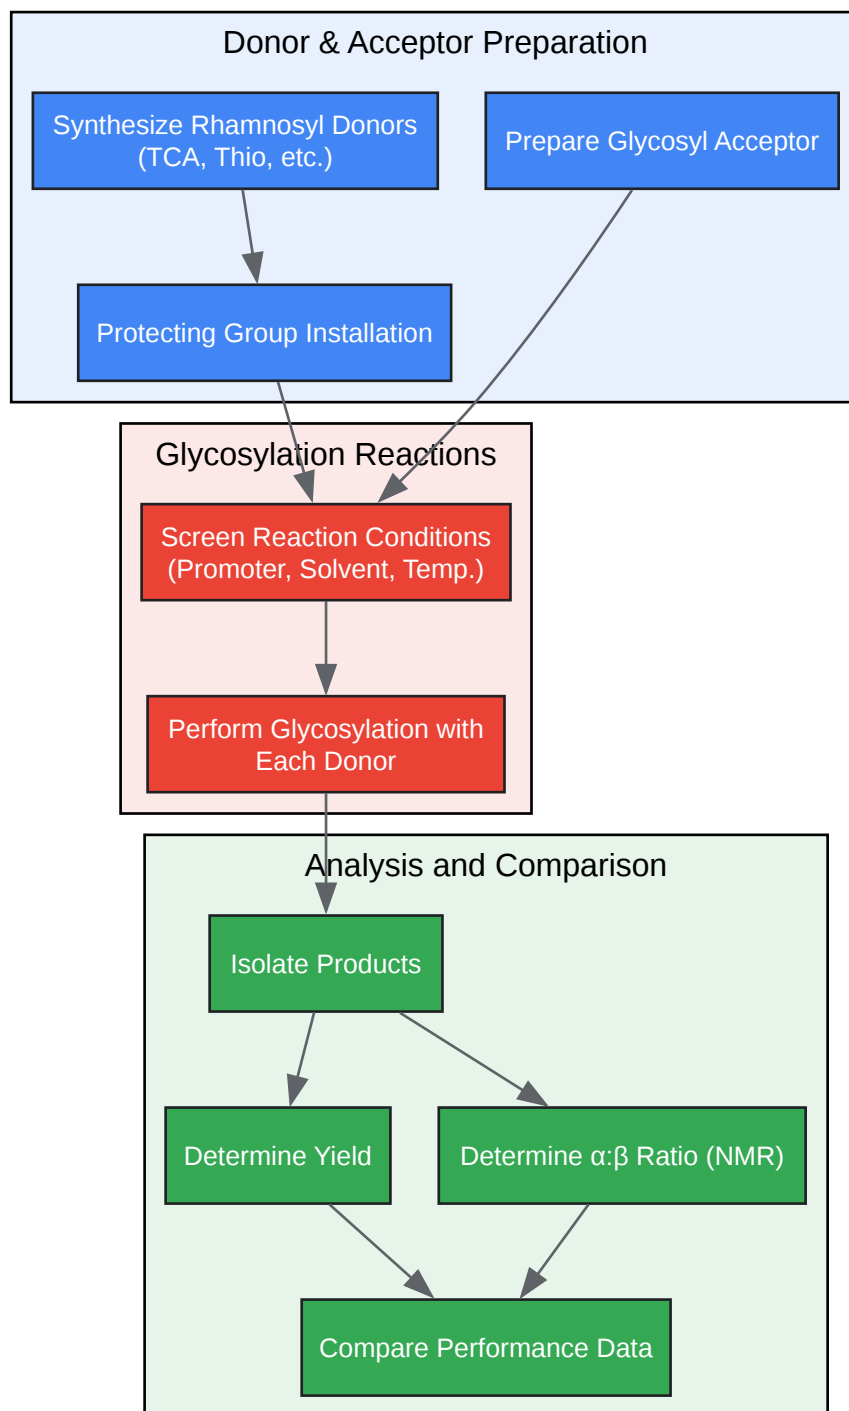 Donor & Acceptor Preparation
Synthesize Rhamnosyl Donors
(TCA, Thio, etc.)
Prepare Glycosyl Acceptor
Protecting Group Installation
Glycosylation Reactions
Screen Reaction Conditions
(Promoter, Solvent, Temp.)
Perform Glycosylation with
Each Donor
Analysis and Comparison
Isolate Products
Determine Yield
Determine α:β Ratio (NMR)
Compare Performance Data